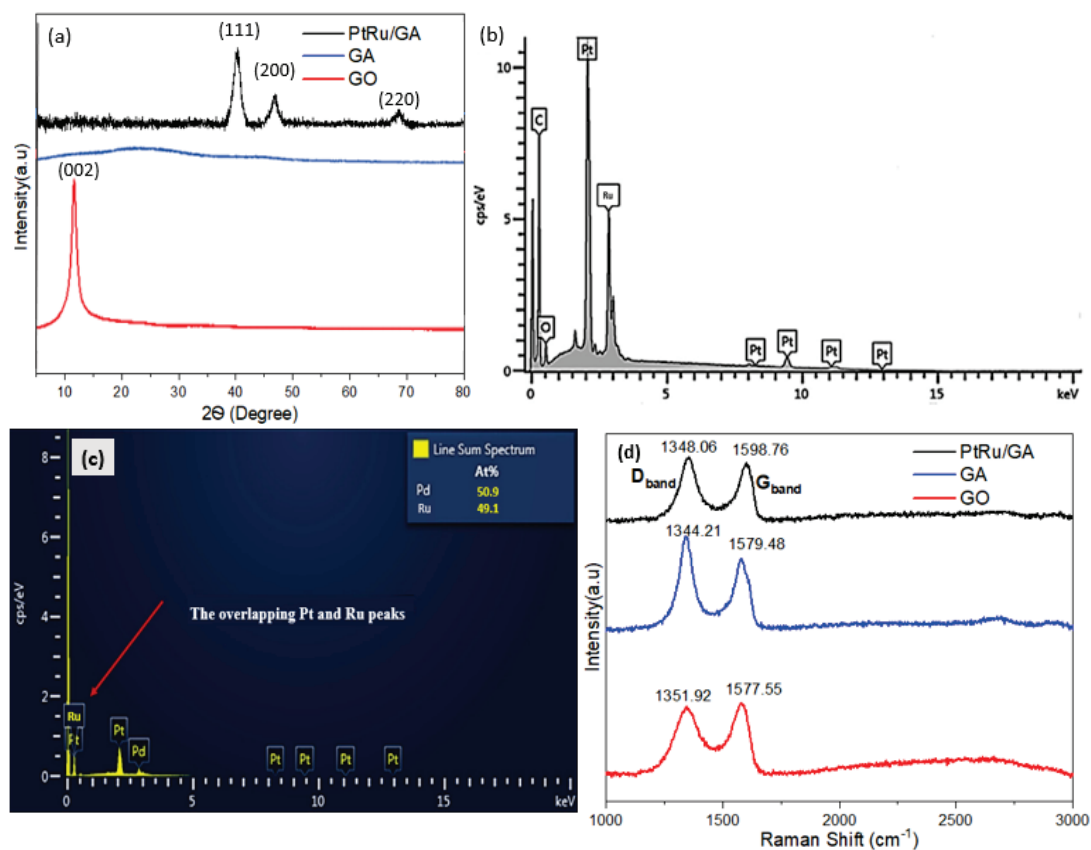 (a)
(111)
(200)
(220)
PtRu/GA
GA
GO
(002)
Intensity(a.u)
10
20
30
40
50
60
70
80
2Θ (Degree)
(b)
10
5
0
cps/eV
C
O
Pt
Ru
Pt
Pt
Pt
Pt
0
5
10
15
keV
(c)
Line Sum Spectrum
At%
Pd 50.9
Ru 49.1
The overlapping Pt and Ru peaks
8
6
4
2
0
cps/eV
Ru
Pt
Pt
Pd
Pt
Pt
Pt
Pt
0
5
10
15
keV
(d)
1348.06
1598.76
PtRu/GA
GA
GO
Dband
Gband
1344.21
1579.48
1351.92
1577.55
Intensity(a.u)
1000
1500
2000
2500
3000
Raman Shift (cm⁻¹)